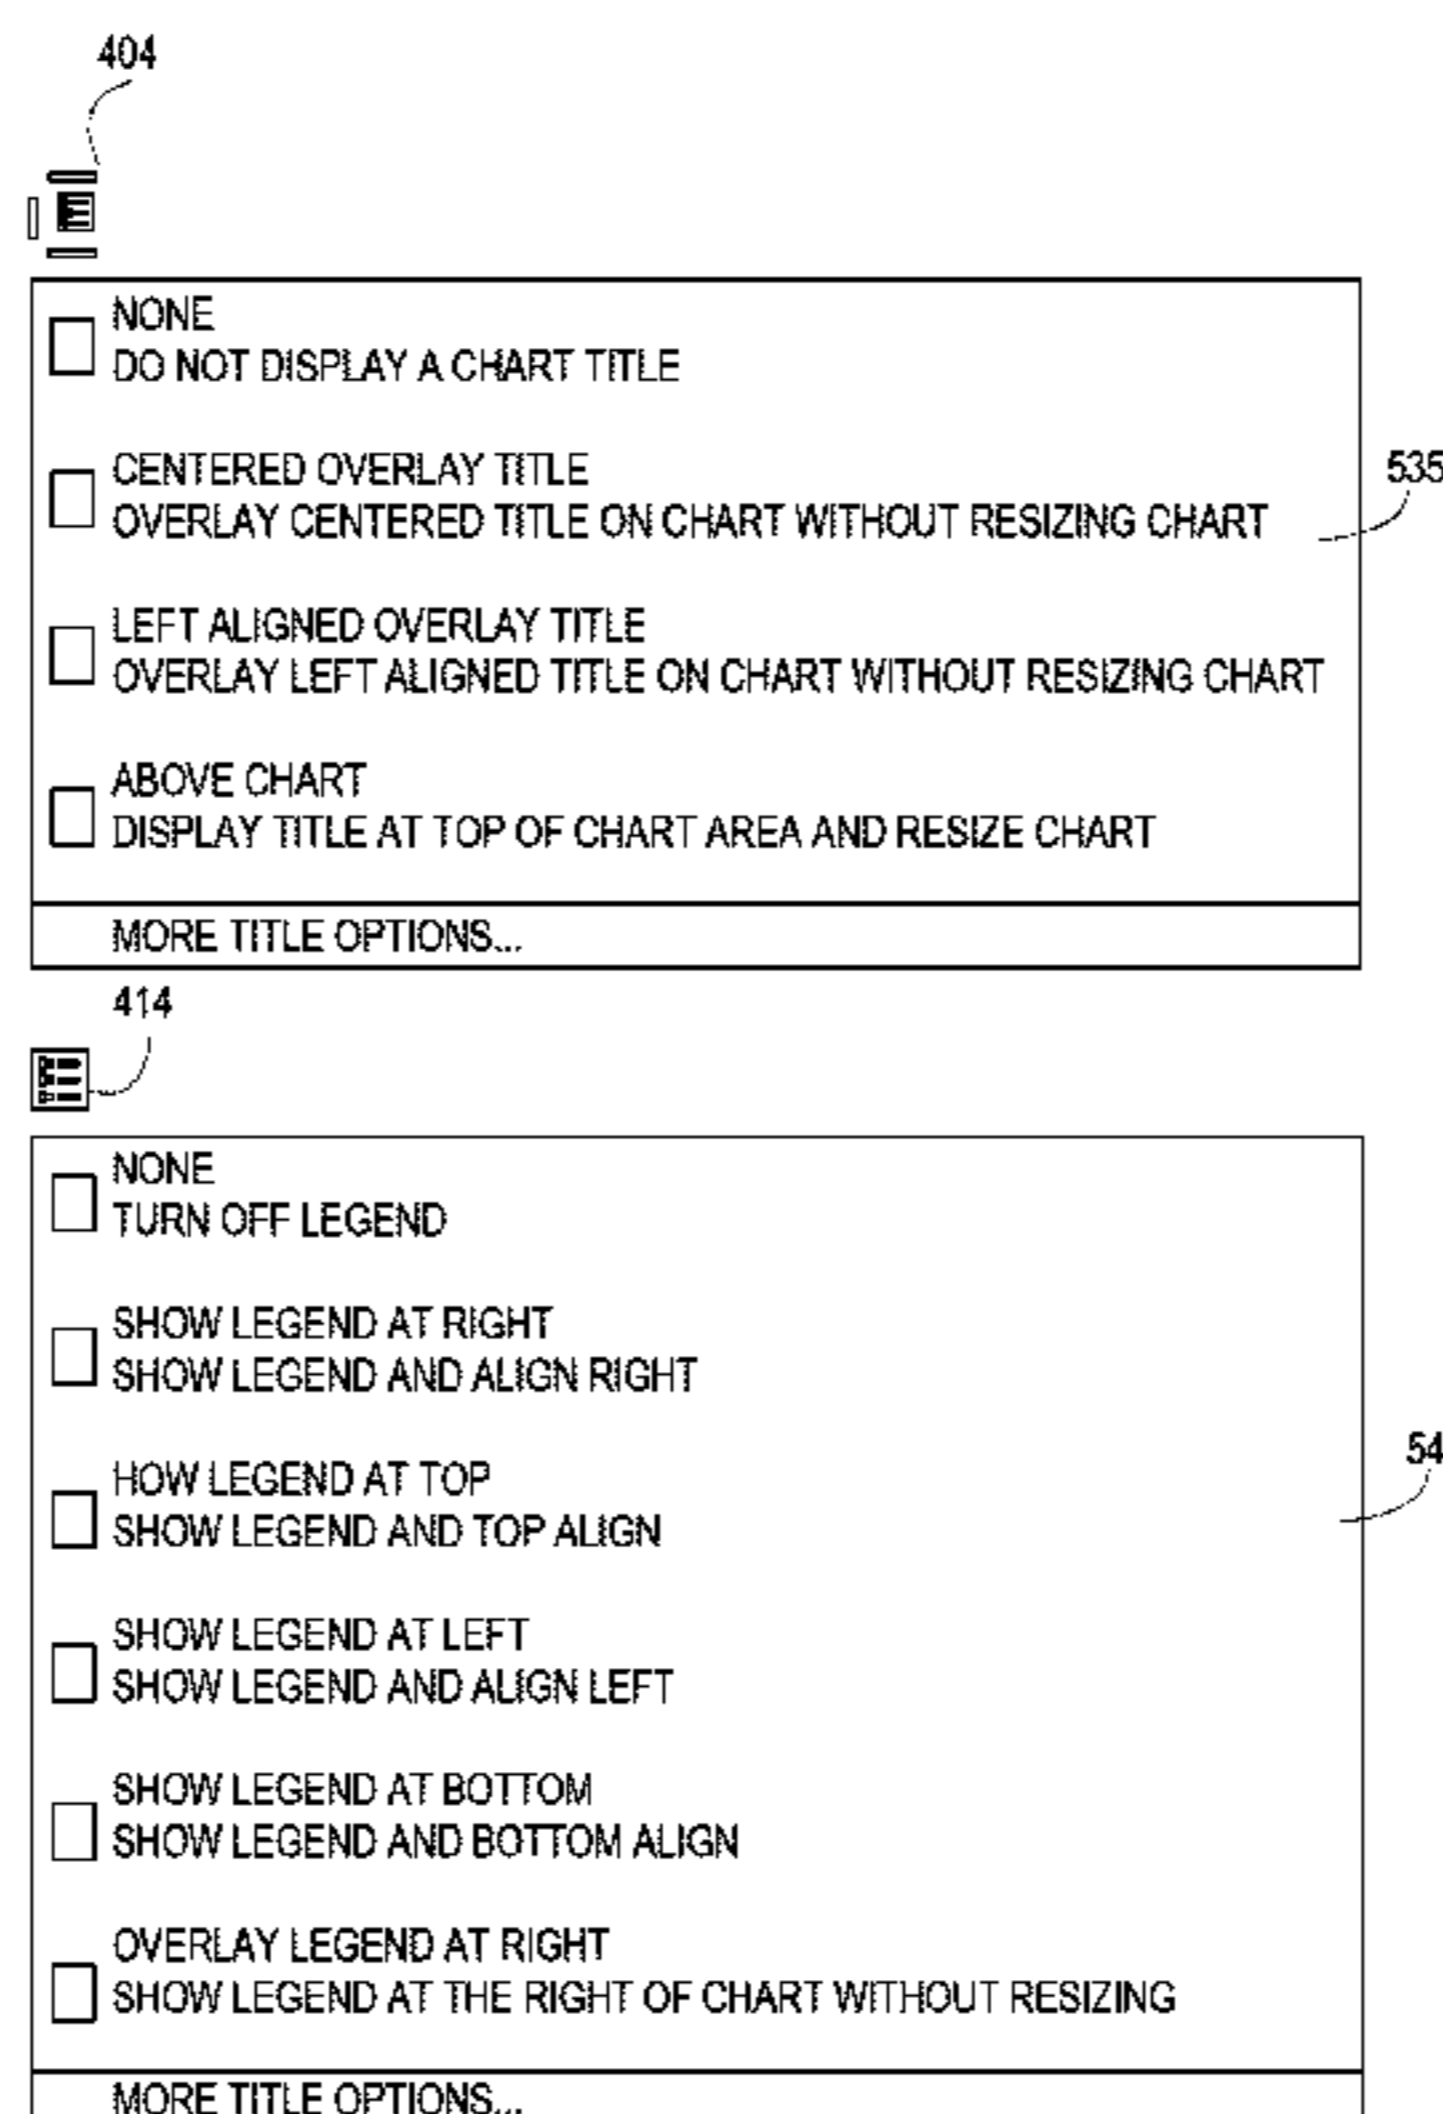 404
NONE
DO NOT DISPLAY A CHART TITLE
CENTERED OVERLAY TITLE
OVERLAY CENTERED TITLE ON CHART WITHOUT RESIZING CHART
535
LEFT ALIGNED OVERLAY TITLE
OVERLAY LEFT ALIGNED TITLE ON CHART WITHOUT RESIZING CHART
ABOVE CHART
DISPLAY TITLE AT TOP OF CHART AREA AND RESIZE CHART
MORE TITLE OPTIONS...
414
NONE
TURN OFF LEGEND
SHOW LEGEND AT RIGHT
SHOW LEGEND AND ALIGN RIGHT
54
HOW LEGEND AT TOP
SHOW LEGEND AND TOP ALIGN
SHOW LEGEND AT LEFT
SHOW LEGEND AND ALIGN LEFT
SHOW LEGEND AT BOTTOM
SHOW LEGEND AND BOTTOM ALIGN
OVERLAY LEGEND AT RIGHT
SHOW LEGEND AT THE RIGHT OF CHART WITHOUT RESIZING
MORE TITLE OPTIONS...